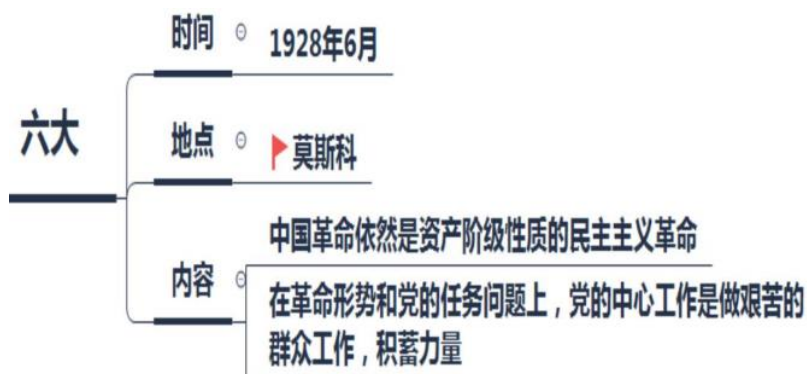 六大
时间
1928年6月
地点
莫斯科
内容
中国革命依然是资产阶级性质的民主主义革命
在革命形势和党的任务问题上，党的中心工作是做艰苦的
群众工作，积蓄力量